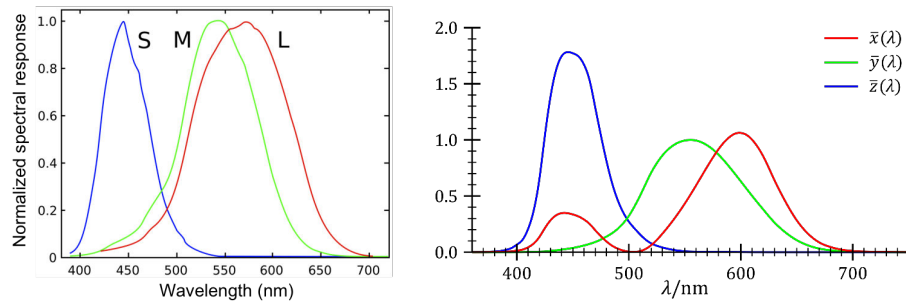 Normalized spectral response
1.0
0.8
0.6
0.4
0.2
0
S M L
400 450 500 550 600 650 700
Wavelength (nm)
2.0
1.5
1.0
0.5
0.0
x̄(λ)
ȳ(λ)
z̄(λ)
400 500 600 700
λ/nm